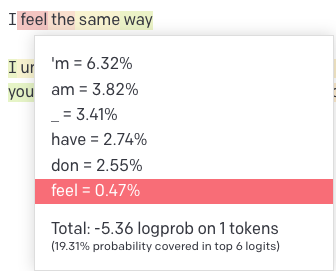 I feel the same way
I ur
you
'm = 6.32%
am = 3.82%
_ = 3.41%
have = 2.74%
don = 2.55%
feel = 0.47%
Total: -5.36 logprob on 1 tokens
(19.31% probability covered in top 6 logits)